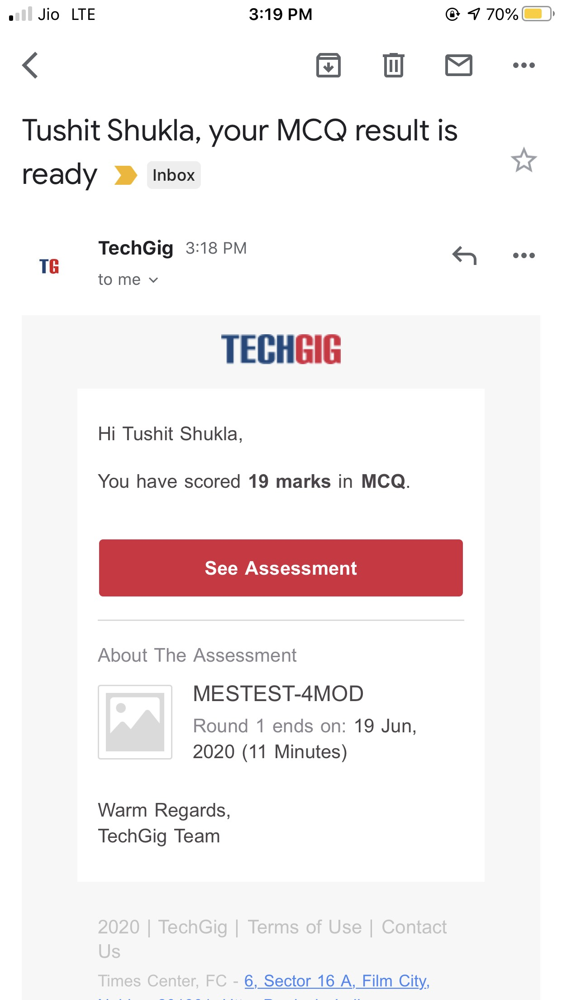 Jio LTE 3:19 PM 70%
Tushit Shukla, your MCQ result is
ready Inbox
TechGig 3:18 PM
TG
to me
TECHGIG
Hi Tushit Shukla,
You have scored 19 marks in MCQ.
See Assessment
About The Assessment
MESTEST-4MOD
Round 1 ends on: 19 Jun,
2020 (11 Minutes)
Warm Regards,
TechGig Team
2020 | TechGig | Terms of Use | Contact
Us
Times Center, FC - 6, Sector 16 A, Film City,